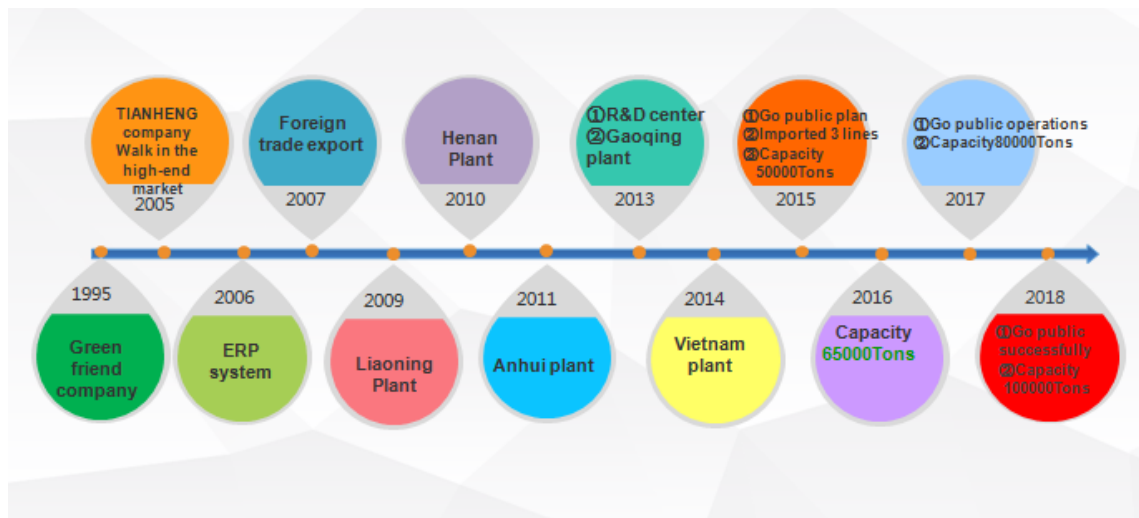 TIANHENG
company
Walk in the
high-end
market
2005
Foreign
trade export
2007
Henan
Plant
2010
①R&D center
②Gaoqing
plant
2013
①Go public plan
②Imported 3 lines
③Capacity
50000Tons
2015
①Go public operations
②Capacity80000Tons
2017
1995
Green
friend
company
2006
ERP
system
2009
Liaoning
Plant
2011
Anhui plant
2014
Vietnam
plant
2016
Capacity
65000Tons
2018
①Go public
successfully
②Capacity
100000Tons